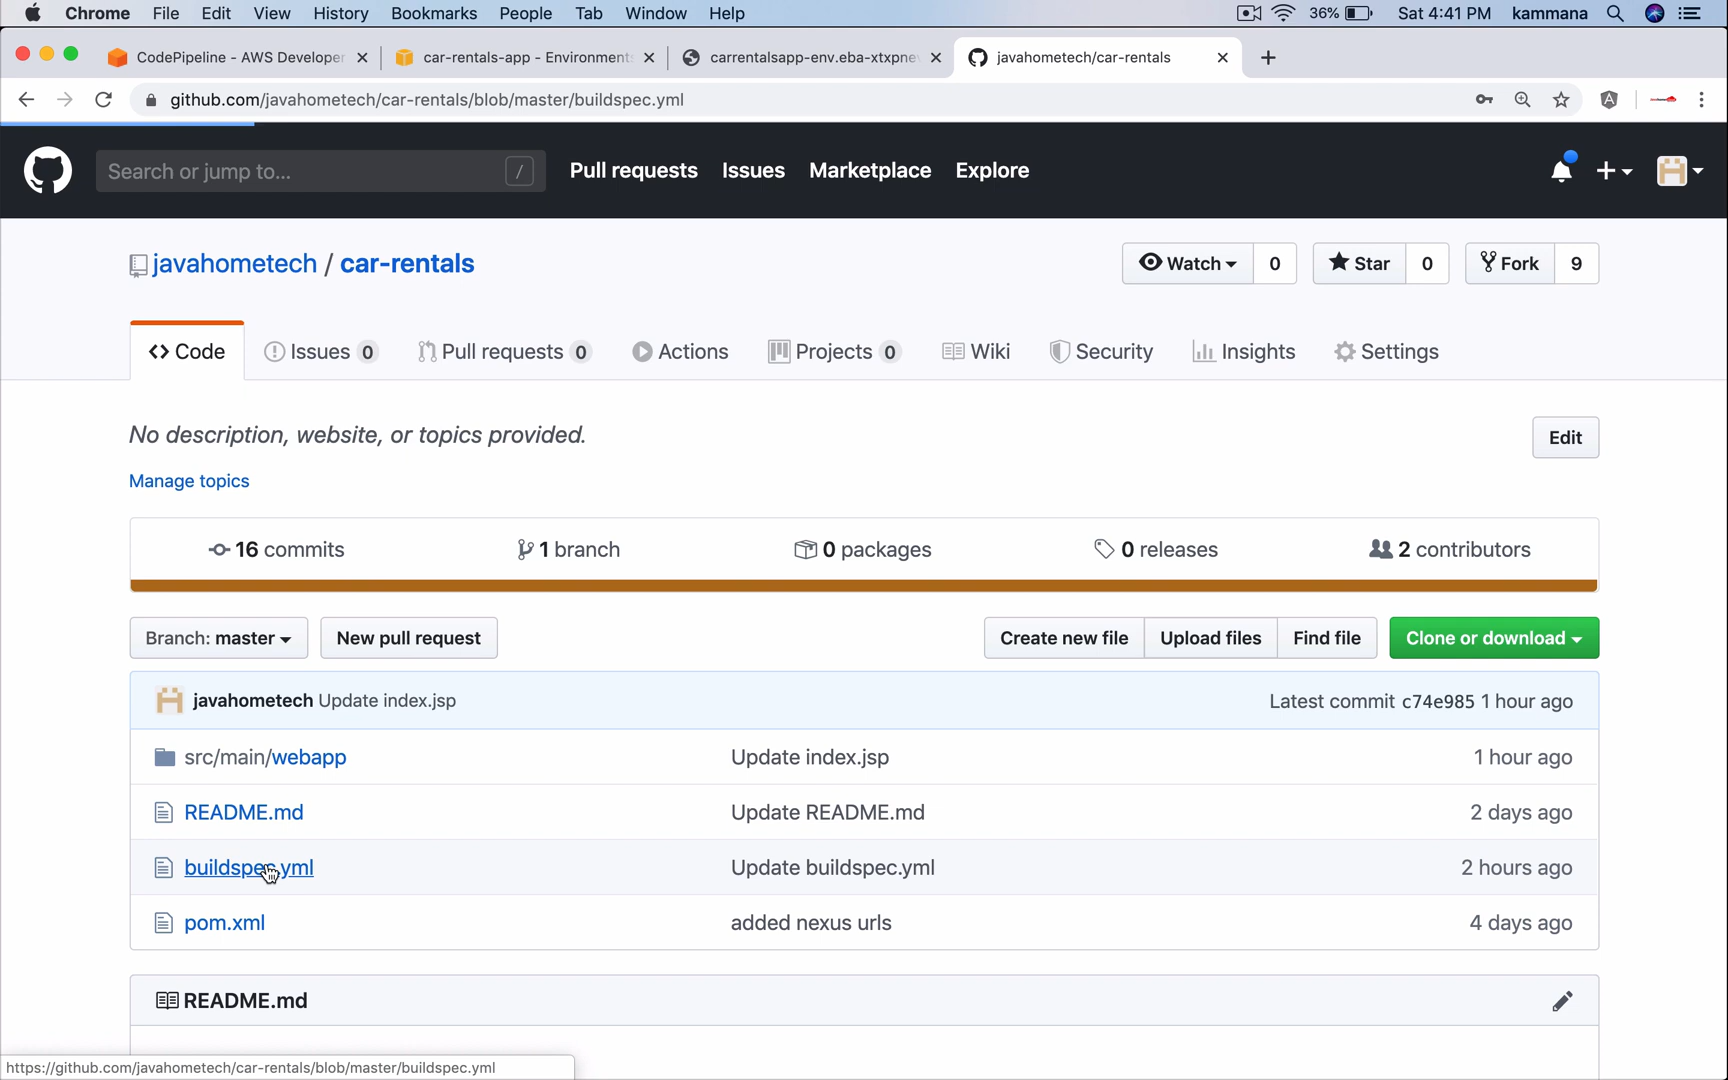 Chrome File Edit View History Bookmarks People Tab Window Help 36% Sat 4:41 PM kammana
CodePipeline - AWS Developer car-rentals-app - Environment carrentalsapp-env.eba-xtxpne javahometech/car-rentals
github.com/javahometech/car-rentals/blob/master/buildspec.yml
Search or jump to... / Pull requests Issues Marketplace Explore
javahometech / car-rentals Watch 0 Star 0 Fork 9
Code Issues 0 Pull requests 0 Actions Projects 0 Wiki Security Insights Settings
No description, website, or topics provided. Edit
Manage topics
16 commits 1 branch 0 packages 0 releases 2 contributors
Branch: master New pull request Create new file Upload files Find file Clone or download
javahometech Update index.jsp Latest commit c74e985 1 hour ago
src/main/webapp Update index.jsp 1 hour ago
README.md Update README.md 2 days ago
buildspec.yml Update buildspec.yml 2 hours ago
pom.xml added nexus urls 4 days ago
README.md
https://github.com/javahometech/car-rentals/blob/master/buildspec.yml